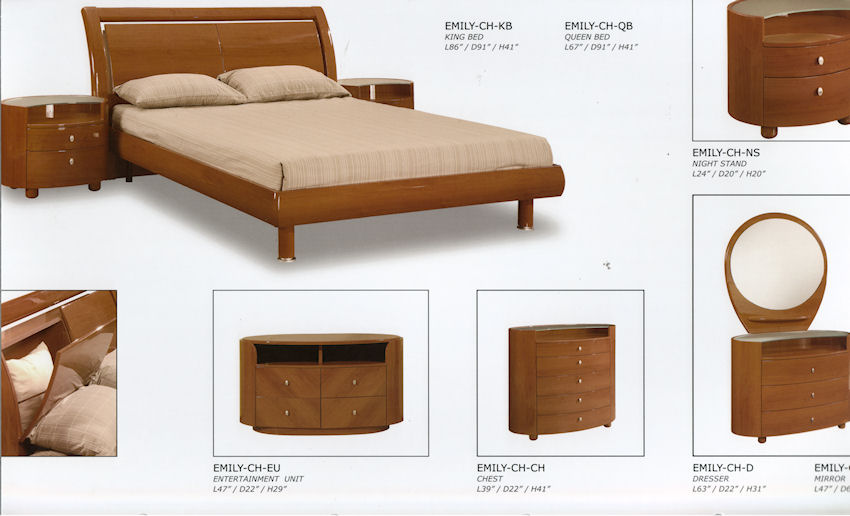 EMILY-CH-KB
KING BED
L86" / D91" / H41"
EMILY-CH-QB
QUEEN BED
L67" / D91" / H41"
EMILY-CH-NS
NIGHT STAND
L24" / D20" / H20"
EMILY-CH-EU
ENTERTAINMENT UNIT
L47" / D22" / H29"
EMILY-CH-CH
CHEST
L39" / D22" / H41"
EMILY-CH-D
DRESSER
L63" / D22" / H31"
EMILY-
MIRROR
L47" /